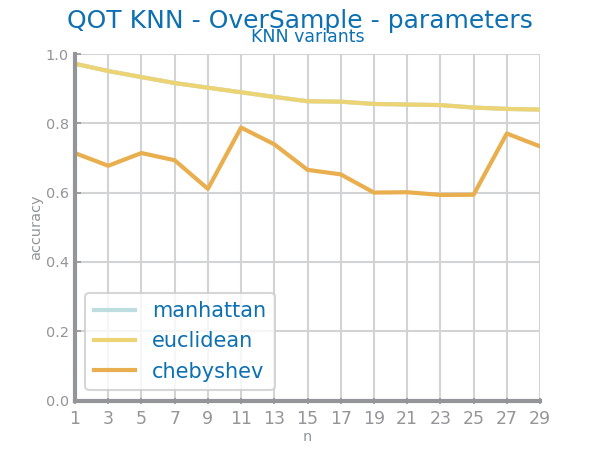 QOT KNN - OverSample - parameters
KNN variants
1.0
0.8
0.6
0.4
0.2
0.0
accuracy
manhattan
euclidean
chebyshev
1 3 5 7 9 11 13 15 17 19 21 23 25 27 29
n